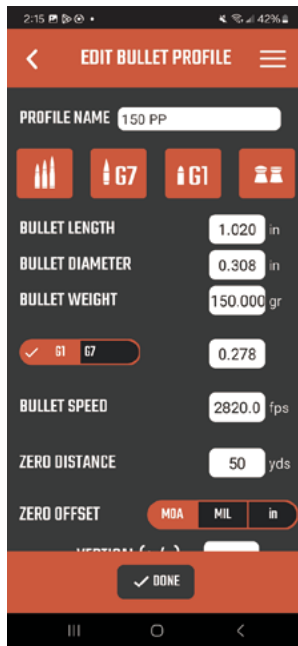 2:15 42%
EDIT BULLET PROFILE
PROFILE NAME 150 PP
G7 G1
BULLET LENGTH 1.020 in
BULLET DIAMETER 0.308 in
BULLET WEIGHT 150.000 gr
G1 G7 0.278
BULLET SPEED 2820.0 fps
ZERO DISTANCE 50 yds
ZERO OFFSET MOA MIL in
DONE